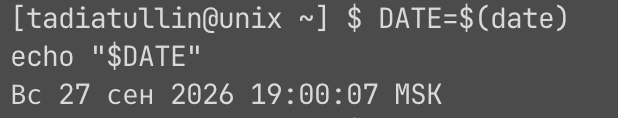 [tadiatullin@unix ~] $ DATE=$(date)
echo "$DATE"
Вс 27 сен 2026 19:00:07 MSK